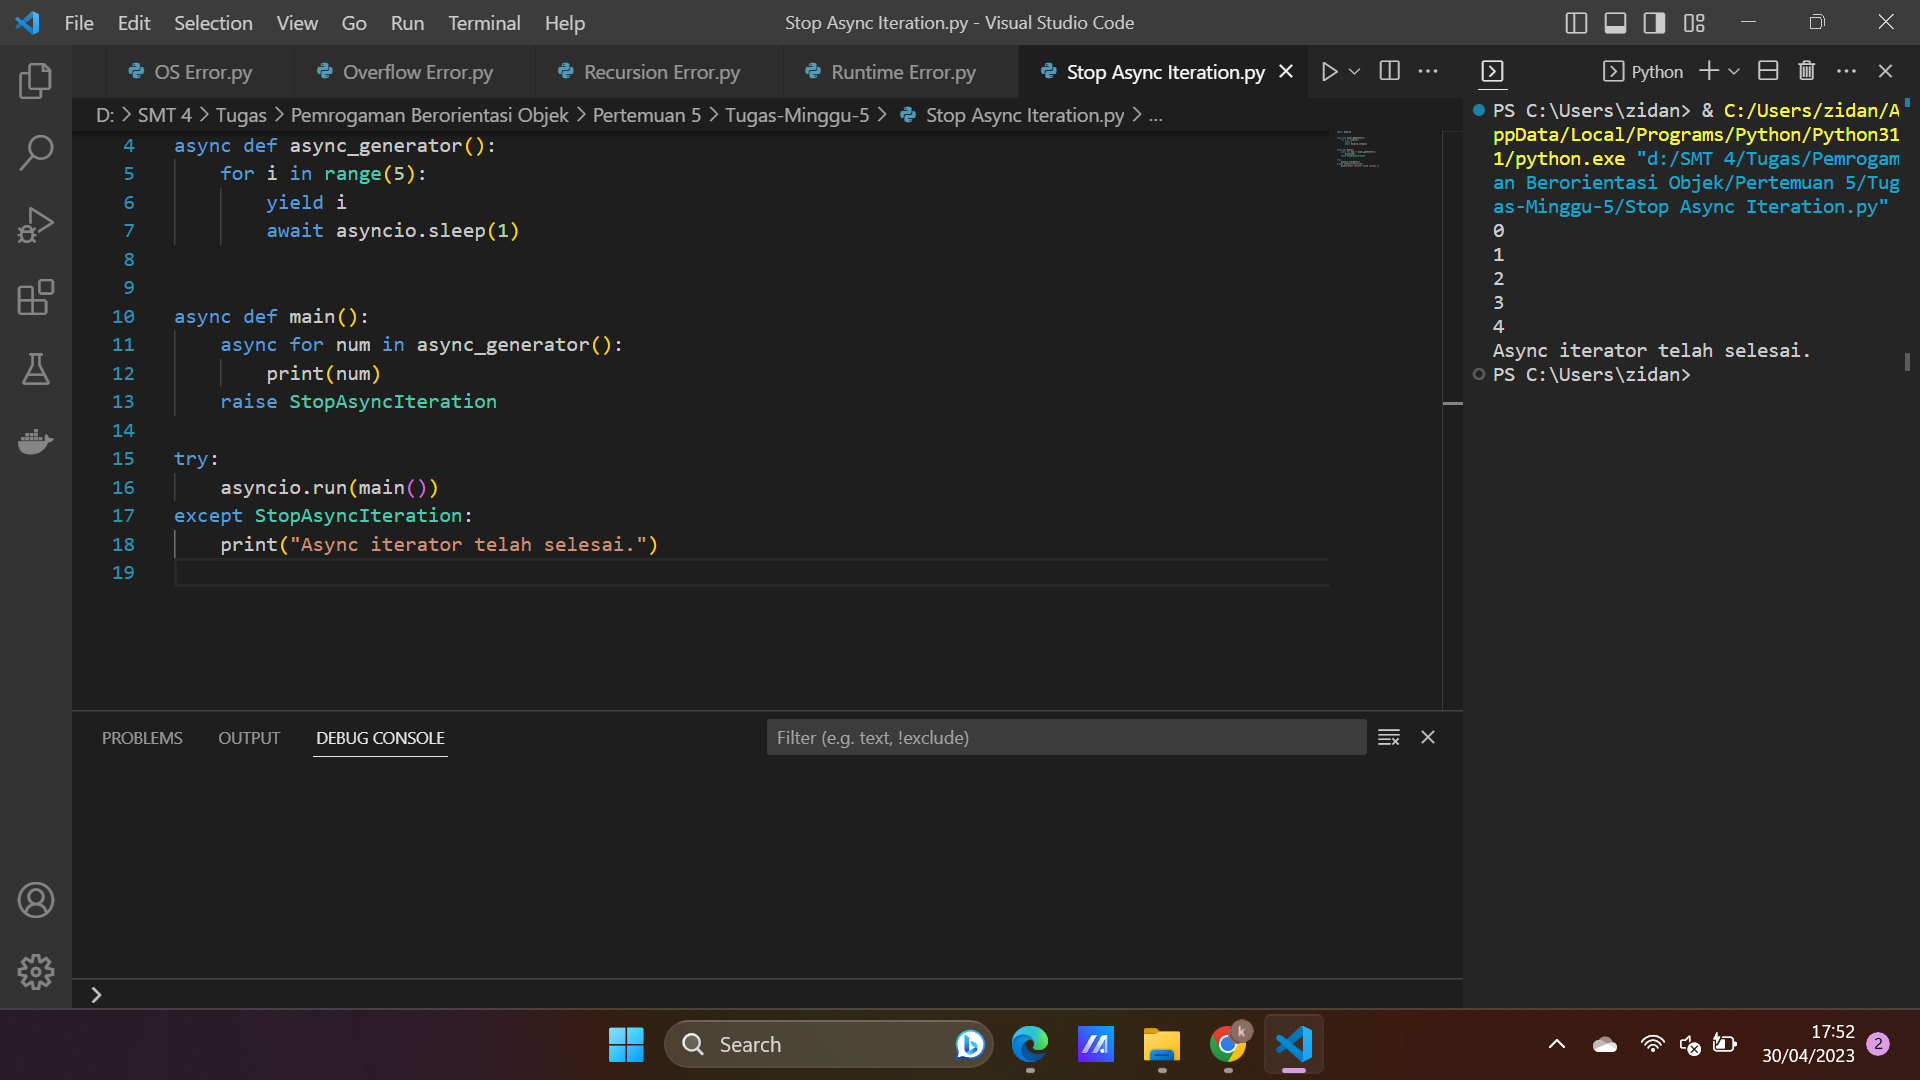 File Edit Selection View Go Run Terminal Help
Stop Async Iteration.py - Visual Studio Code
OS Error.py Overflow Error.py Recursion Error.py Runtime Error.py Stop Async Iteration.py
D: > SMT 4 > Tugas > Pemrogaman Berorientasi Objek > Pertemuan 5 > Tugas-Minggu-5 > Stop Async Iteration.py > ...
4 async def async_generator():
5     for i in range(5):
6         yield i
7         await asyncio.sleep(1)
8
9
10 async def main():
11     async for num in async_generator():
12         print(num)
13     raise StopAsyncIteration
14
15 try:
16     asyncio.run(main())
17 except StopAsyncIteration:
18     print("Async iterator telah selesai.")
19
PROBLEMS OUTPUT DEBUG CONSOLE
Filter (e.g. text, !exclude)
Python
PS C:\Users\zidan> & C:/Users/zidan/A
ppData/Local/Programs/Python/Python31
1/python.exe "d:/SMT 4/Tugas/Pemrogam
an Berorientasi Objek/Pertemuan 5/Tug
as-Minggu-5/Stop Async Iteration.py"
0
1
2
3
4
Async iterator telah selesai.
PS C:\Users\zidan>
Search
k
17:52
30/04/2023
2